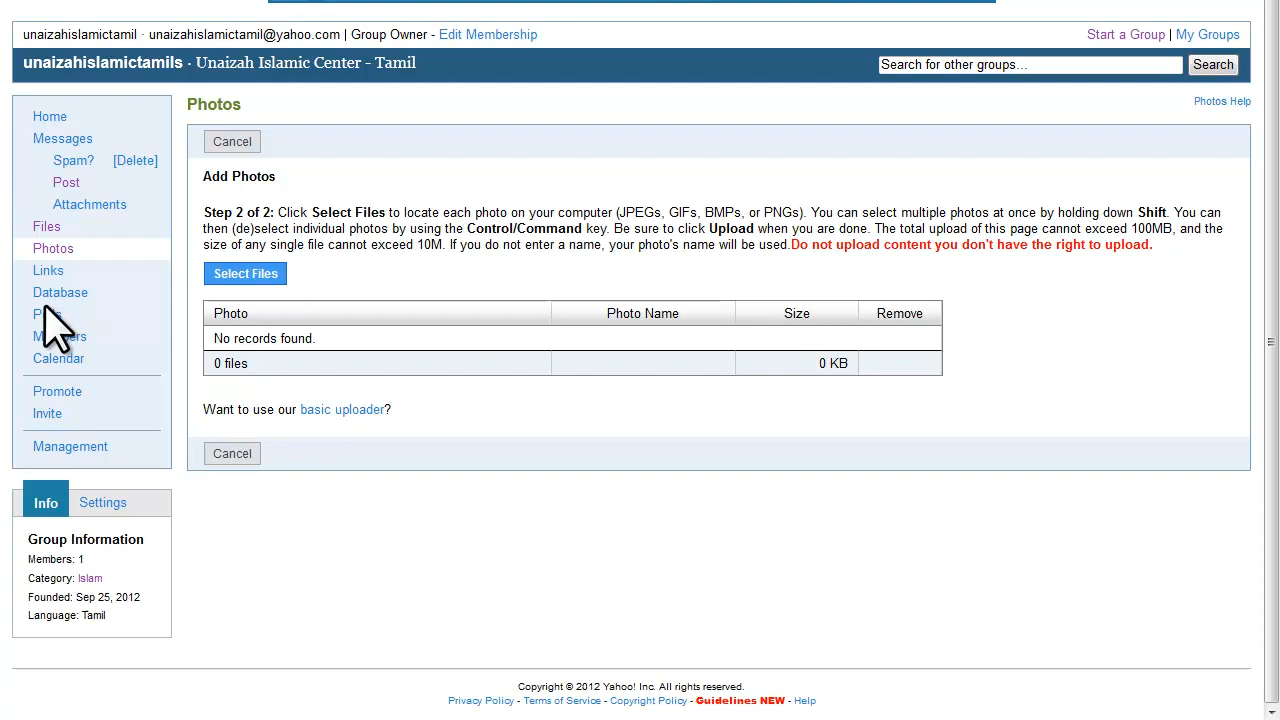 unaizahislamictamil · unaizahislamictamil@yahoo.com | Group Owner - Edit Membership
Start a Group | My Groups
unaizahislamictamils · Unaizah Islamic Center - Tamil
Search for other groups...
Search
Home
Messages
Spam? [Delete]
Post
Attachments
Files
Photos
Links
Database
Calendar
Promote
Invite
Management
Info Settings
Group Information
Members: 1
Category: Islam
Founded: Sep 25, 2012
Language: Tamil
Photos
Photos Help
Cancel
Add Photos
Step 2 of 2: Click Select Files to locate each photo on your computer (JPEGs, GIFs, BMPs, or PNGs). You can select multiple photos at once by holding down Shift. You can
then (de)select individual photos by using the Control/Command key. Be sure to click Upload when you are done. The total upload of this page cannot exceed 100MB, and the
size of any single file cannot exceed 10M. If you do not enter a name, your photo's name will be used.Do not upload content you don't have the right to upload.
Select Files
Photo Photo Name Size Remove
No records found.
0 files 0 KB
Want to use our basic uploader?
Cancel
Copyright © 2012 Yahoo! Inc. All rights reserved.
Privacy Policy - Terms of Service - Copyright Policy - Guidelines NEW - Help